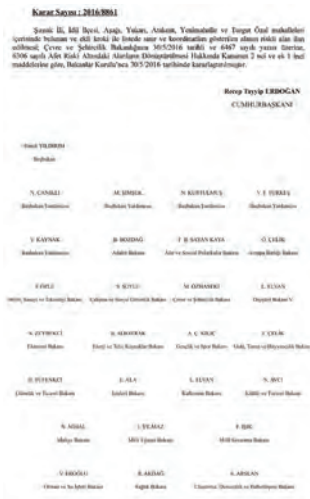 Karar Sayısı : 2016/8861
Şırnak İli, İdil İlçesi, Aşağı, Yukarı, Atakent, Yenimahalle ve Turgut Özal mahalleleri
içerisinde bulunan ve ekli kroki ile listede sınır ve koordinatları gösterilen alanın riskli alan ilan
edilmesi; Çevre ve Şehircilik Bakanlığının 30/5/2016 tarihli ve 6467 sayılı yazısı üzerine,
6306 sayılı Afet Riski Altındaki Alanların Dönüştürülmesi Hakkında Kanunun 2 nci ve ek 1 inci
maddelerine göre, Bakanlar Kurulu'nca 30/5/2016 tarihinde kararlaştırılmıştır.
Recep Tayyip ERDOĞAN
CUMHURBAŞKANI
Binali YILDIRIM
Başbakan
N. CANİKLİ M. ŞİMŞEK N. KURTULMUŞ Y. T. TÜRKEŞ
Başbakan Yardımcısı Başbakan Yardımcısı Başbakan Yardımcısı Başbakan Yardımcısı
V. KAYNAK B. BOZDAĞ F. B. SAYAN KAYA Ö. ÇELİK
Başbakan Yardımcısı Adalet Bakanı Aile ve Sosyal Politikalar Bakanı Avrupa Birliği Bakanı
F. ÖZLÜ S. SOYLU M. ÖZHASEKİ L. ELVAN
Bilim, Sanayi ve Teknoloji Bakanı Çalışma ve Sosyal Güvenlik Bakanı Çevre ve Şehircilik Bakanı Dışişleri Bakanı V.
N. ZEYBEKCİ B. ALBAYRAK A. Ç. KILIÇ F. ÇELİK
Ekonomi Bakanı Enerji ve Tabii Kaynaklar Bakanı Gençlik ve Spor Bakanı Gıda, Tarım ve Hayvancılık Bakanı
B. TÜFENKCİ E. ALA L. ELVAN N. AVCI
Gümrük ve Ticaret Bakanı İçişleri Bakanı Kalkınma Bakanı Kültür ve Turizm Bakanı
N. AĞBAL İ. YILMAZ F. IŞIK
Maliye Bakanı Milli Eğitim Bakanı Milli Savunma Bakanı
V. EROĞLU R. AKDAĞ A. ARSLAN
Orman ve Su İşleri Bakanı Sağlık Bakanı Ulaştırma, Denizcilik ve Haberleşme Bakanı